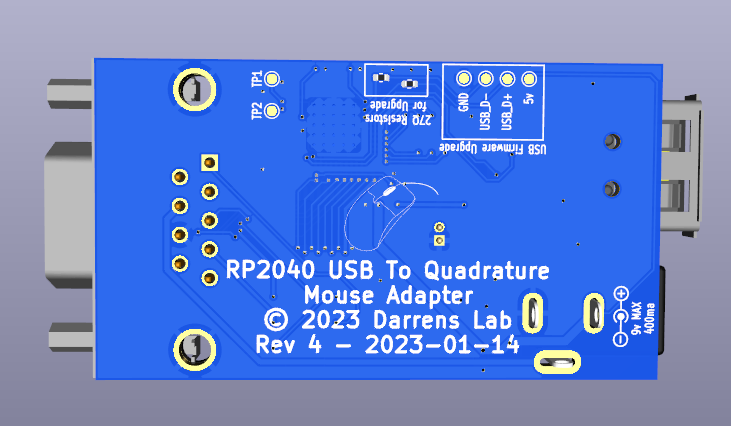 TP1
TP2
27Ω Resistors
for Upgrade
GND
USB_D-
USB_D+
5v
USB Firmware Upgrade
RP2040 USB To Quadrature
Mouse Adapter
© 2023 Darrens Lab
Rev 4 - 2023-01-14
9v MAX
400ma